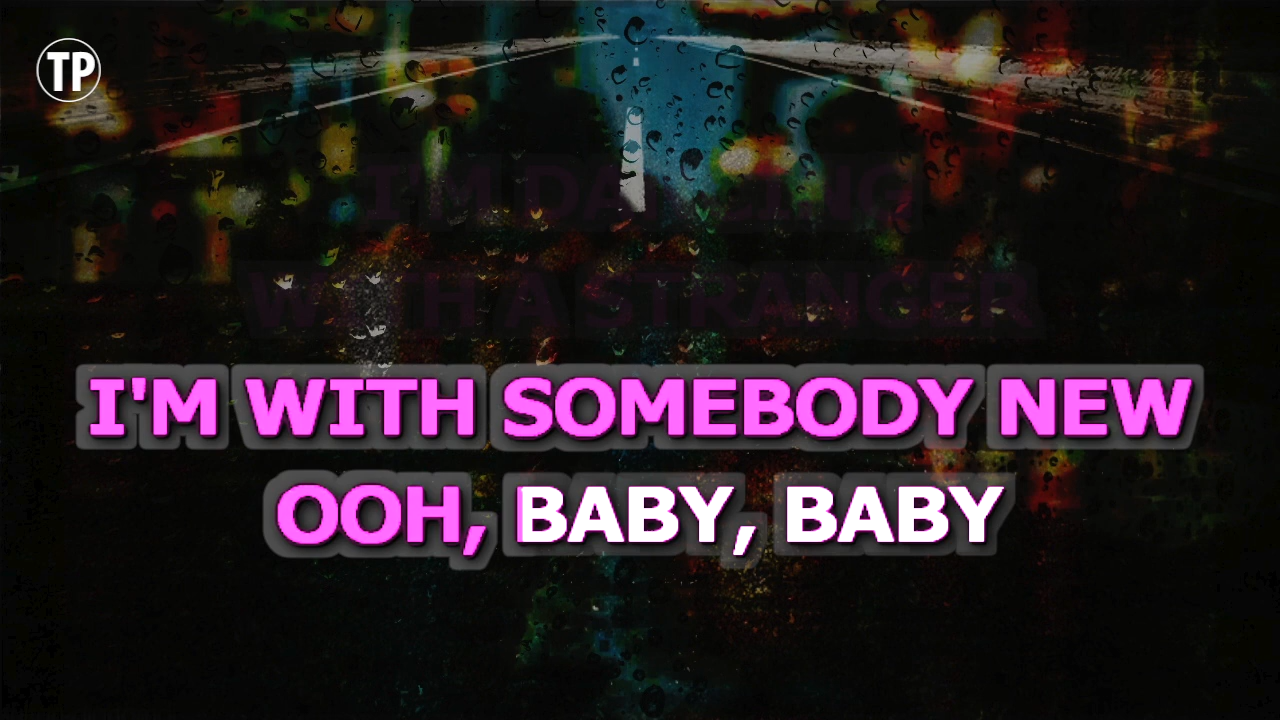 TP
I'M DANCING
WITH A STRANGER
I'M WITH SOMEBODY NEW
OOH, BABY, BABY